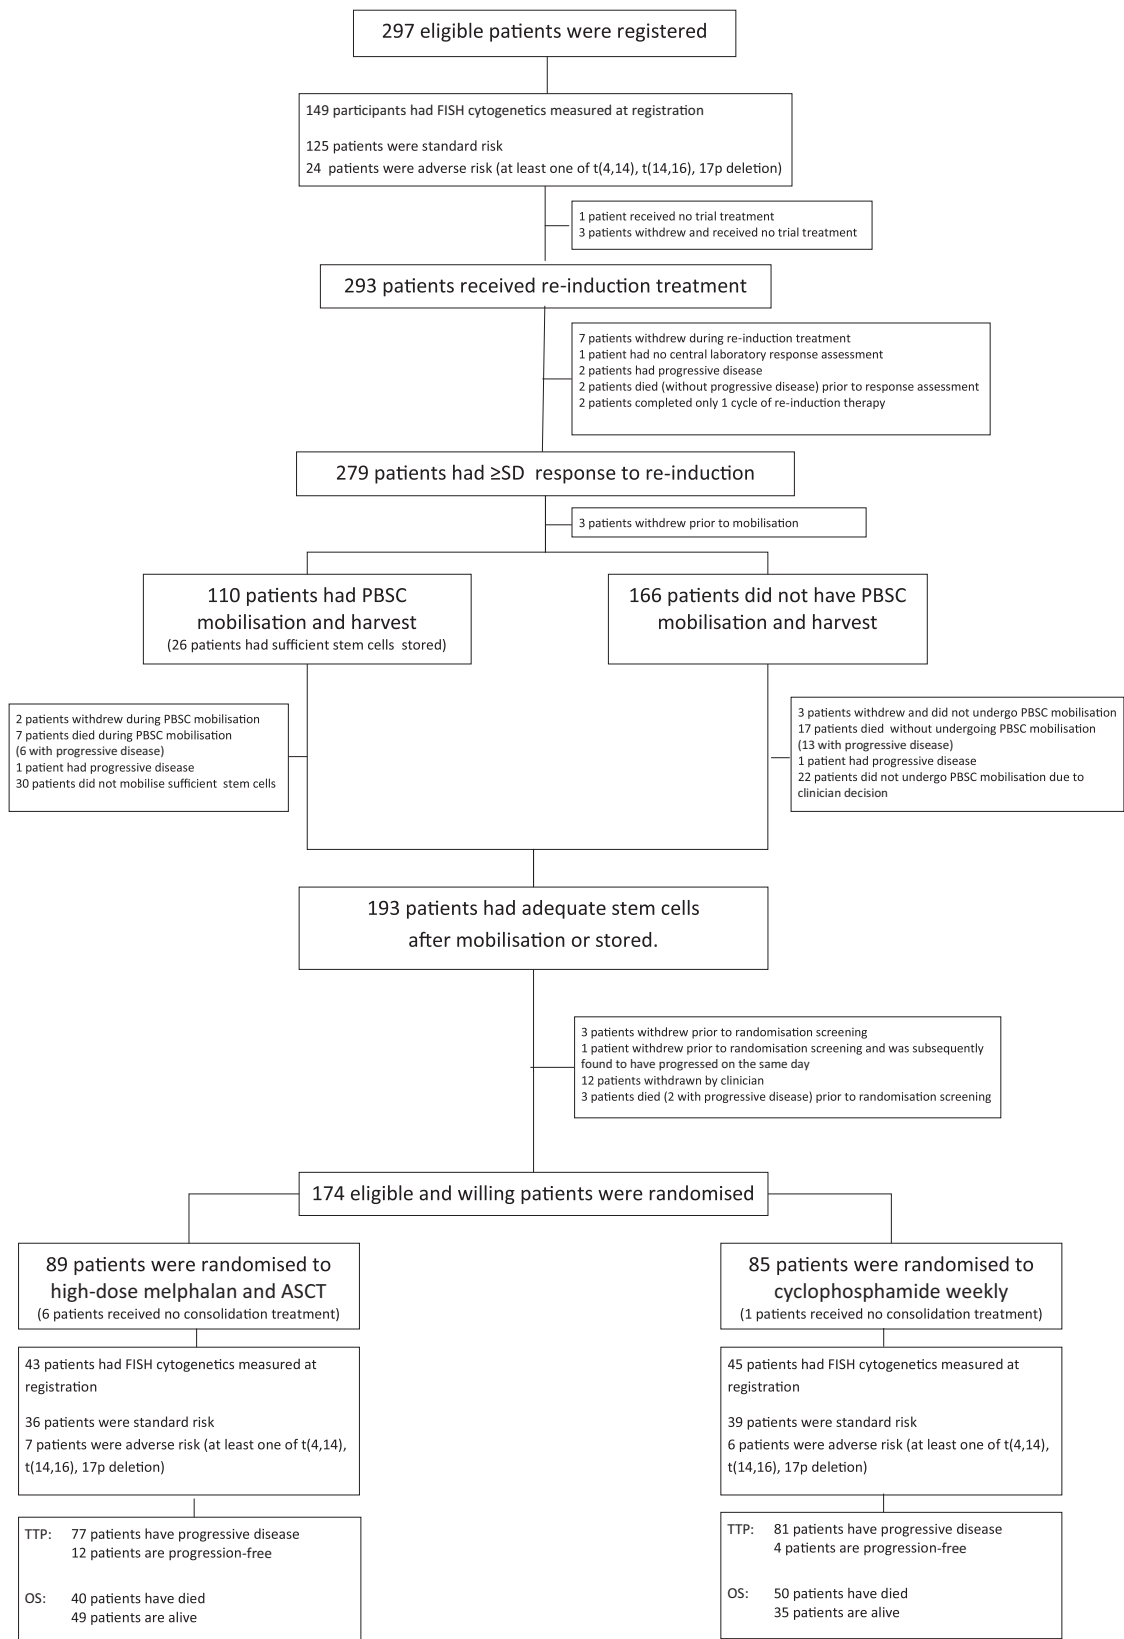 297 eligible patients were registered
149 participants had FISH cytogenetics measured at registration
125 patients were standard risk
24 patients were adverse risk (at least one of t(4,14), t(14,16), 17p deletion)
1 patient received no trial treatment
3 patients withdrew and received no trial treatment
293 patients received re-induction treatment
7 patients withdrew during re-induction treatment
1 patient had no central laboratory response assessment
2 patients had progressive disease
2 patients died (without progressive disease) prior to response assessment
2 patients completed only 1 cycle of re-induction therapy
279 patients had ≥SD response to re-induction
3 patients withdrew prior to mobilisation
110 patients had PBSC
mobilisation and harvest
(26 patients had sufficient stem cells stored)
166 patients did not have PBSC
mobilisation and harvest
2 patients withdrew during PBSC mobilisation
7 patients died during PBSC mobilisation
(6 with progressive disease)
1 patient had progressive disease
30 patients did not mobilise sufficient stem cells
3 patients withdrew and did not undergo PBSC mobilisation
17 patients died without undergoing PBSC mobilisation
(13 with progressive disease)
1 patient had progressive disease
22 patients did not undergo PBSC mobilisation due to
clinician decision
193 patients had adequate stem cells
after mobilisation or stored.
3 patients withdrew prior to randomisation screening
1 patient withdrew prior to randomisation screening and was subsequently
found to have progressed on the same day
12 patients withdrawn by clinician
3 patients died (2 with progressive disease) prior to randomisation screening
174 eligible and willing patients were randomised
89 patients were randomised to
high-dose melphalan and ASCT
(6 patients received no consolidation treatment)
85 patients were randomised to
cyclophosphamide weekly
(1 patients received no consolidation treatment)
43 patients had FISH cytogenetics measured at
registration
36 patients were standard risk
7 patients were adverse risk (at least one of t(4,14),
t(14,16), 17p deletion)
45 patients had FISH cytogenetics measured at
registration
39 patients were standard risk
6 patients were adverse risk (at least one of t(4,14),
t(14,16), 17p deletion)
TTP: 77 patients have progressive disease
12 patients are progression-free
OS: 40 patients have died
49 patients are alive
TTP: 81 patients have progressive disease
4 patients are progression-free
OS: 50 patients have died
35 patients are alive